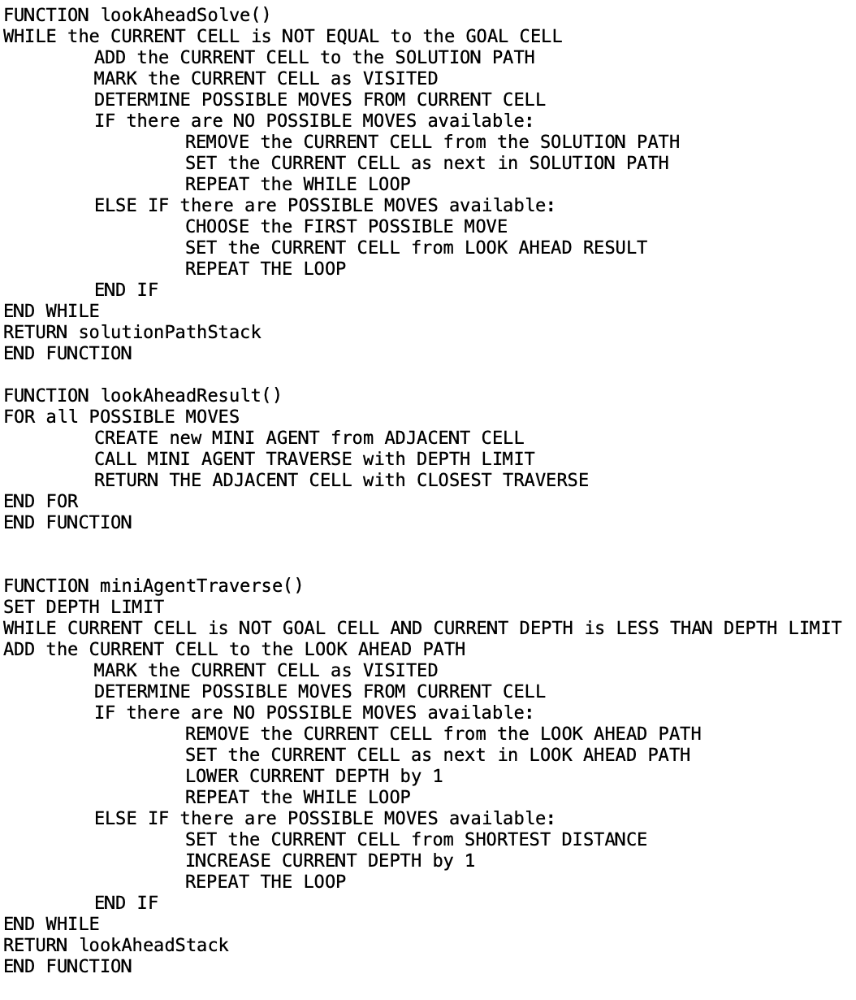 FUNCTION lookAheadSolve()
WHILE the CURRENT CELL is NOT EQUAL to the GOAL CELL
ADD the CURRENT CELL to the SOLUTION PATH
MARK the CURRENT CELL as VISITED
DETERMINE POSSIBLE MOVES FROM CURRENT CELL
IF there are NO POSSIBLE MOVES available:
REMOVE the CURRENT CELL from the SOLUTION PATH
SET the CURRENT CELL as next in SOLUTION PATH
REPEAT the WHILE LOOP
ELSE IF there are POSSIBLE MOVES available:
CHOOSE the FIRST POSSIBLE MOVE
SET the CURRENT CELL from LOOK AHEAD RESULT
REPEAT THE LOOP
END IF
END WHILE
RETURN solutionPathStack
END FUNCTION
FUNCTION lookAheadResult()
FOR all POSSIBLE MOVES
CREATE new MINI AGENT from ADJACENT CELL
CALL MINI AGENT TRAVERSE with DEPTH LIMIT
RETURN THE ADJACENT CELL with CLOSEST TRAVERSE
END FOR
END FUNCTION
FUNCTION miniAgentTraverse()
SET DEPTH LIMIT
WHILE CURRENT CELL is NOT GOAL CELL AND CURRENT DEPTH is LESS THAN DEPTH LIMIT
ADD the CURRENT CELL to the LOOK AHEAD PATH
MARK the CURRENT CELL as VISITED
DETERMINE POSSIBLE MOVES FROM CURRENT CELL
IF there are NO POSSIBLE MOVES available:
REMOVE the CURRENT CELL from the LOOK AHEAD PATH
SET the CURRENT CELL as next in LOOK AHEAD PATH
LOWER CURRENT DEPTH by 1
REPEAT the WHILE LOOP
ELSE IF there are POSSIBLE MOVES available:
SET the CURRENT CELL from SHORTEST DISTANCE
INCREASE CURRENT DEPTH by 1
REPEAT THE LOOP
END IF
END WHILE
RETURN lookAheadStack
END FUNCTION